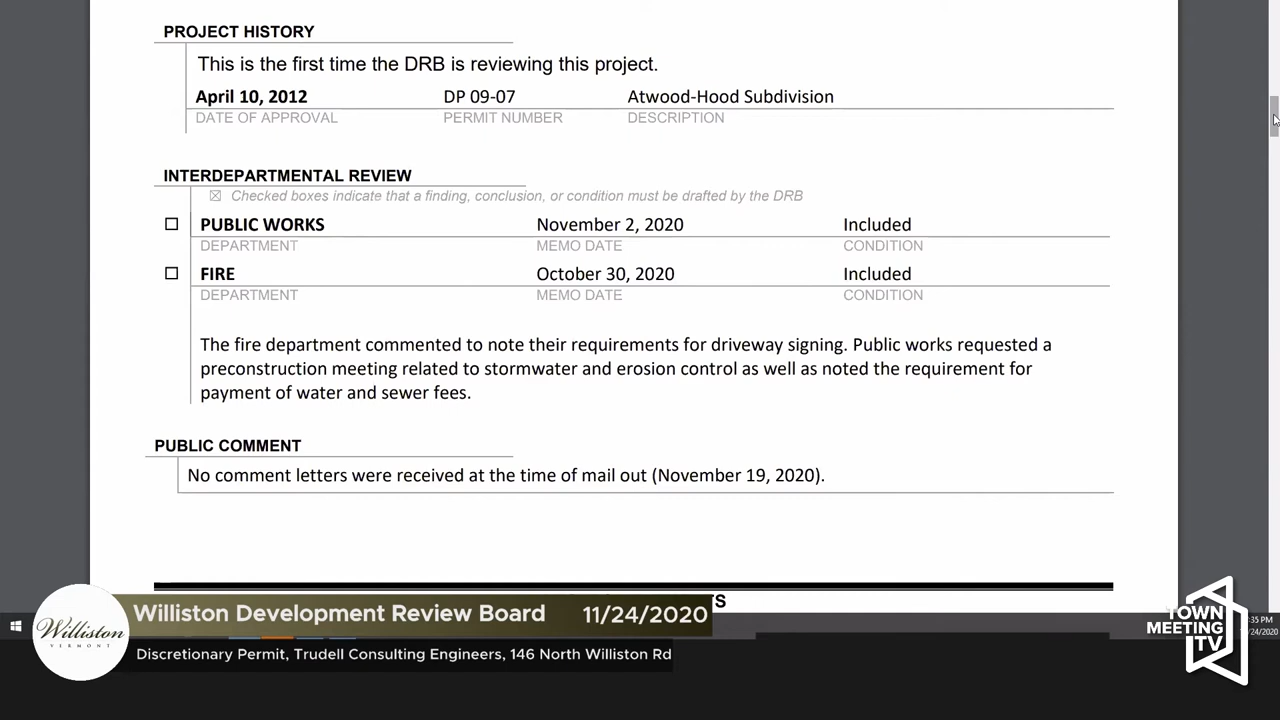 PROJECT HISTORY
This is the first time the DRB is reviewing this project.
April 10, 2012 DP 09-07 Atwood-Hood Subdivision
DATE OF APPROVAL PERMIT NUMBER DESCRIPTION
INTERDEPARTMENTAL REVIEW
☒ Checked boxes indicate that a finding, conclusion, or condition must be drafted by the DRB
☐ PUBLIC WORKS November 2, 2020 Included
DEPARTMENT MEMO DATE CONDITION
☐ FIRE October 30, 2020 Included
DEPARTMENT MEMO DATE CONDITION
The fire department commented to note their requirements for driveway signing. Public works requested a
preconstruction meeting related to stormwater and erosion control as well as noted the requirement for
payment of water and sewer fees.
PUBLIC COMMENT
No comment letters were received at the time of mail out (November 19, 2020).
Williston Development Review Board 11/24/2020
Discretionary Permit, Trudell Consulting Engineers, 146 North Williston Rd
Williston
VERMONT
TOWN
MEETING
TV
:35 PM
/24/2020